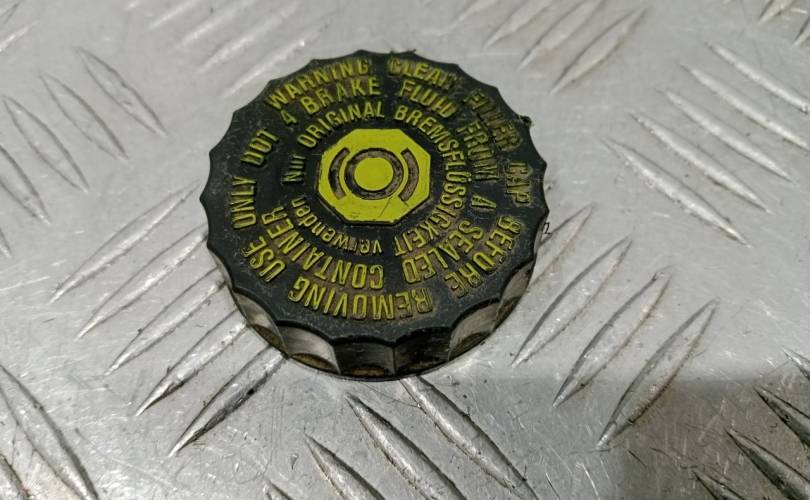 WARNING CLEAN FILLER CAP BEFORE REMOVING USE ONLY DOT 4 BRAKE FLUID FROM A SEALED CONTAINER
Nur ORIGINAL BREMSFLÜSSIGKEIT verwenden